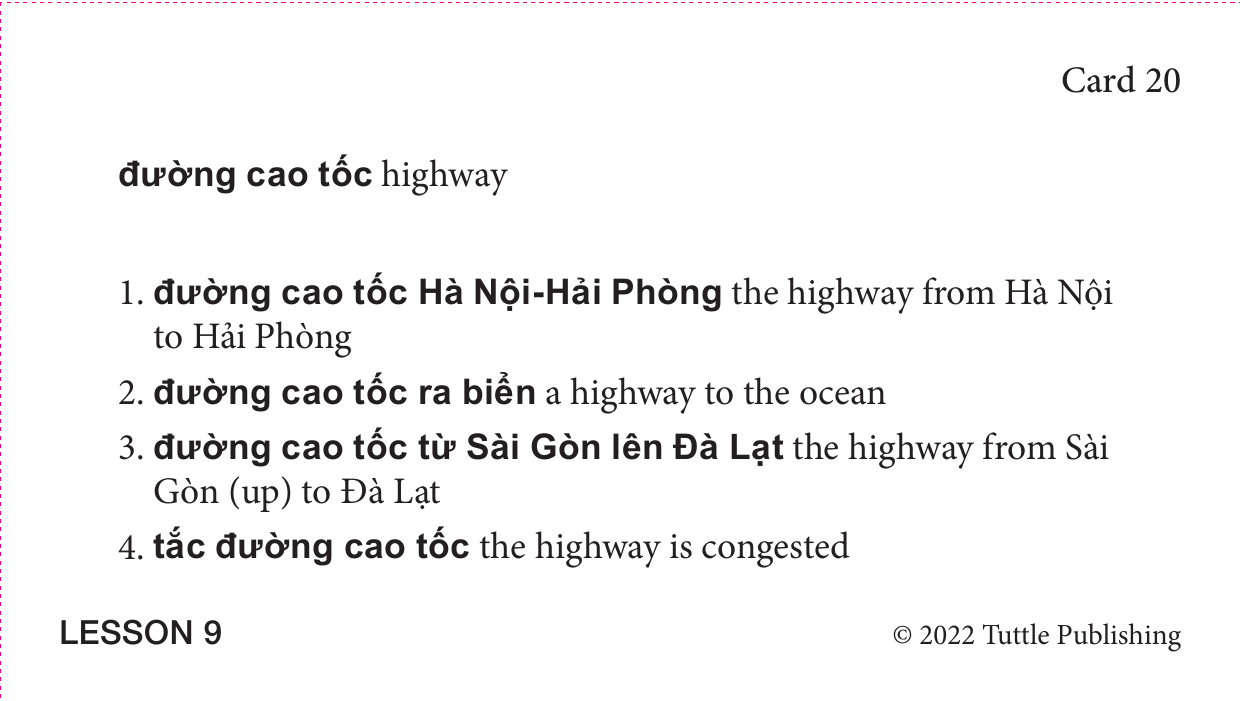 Card 20
đường cao tốc highway
1. đường cao tốc Hà Nội-Hải Phòng the highway from Hà Nội
to Hải Phòng
2. đường cao tốc ra biển a highway to the ocean
3. đường cao tốc từ Sài Gòn lên Đà Lạt the highway from Sài
Gòn (up) to Đà Lạt
4. tắc đường cao tốc the highway is congested
LESSON 9
© 2022 Tuttle Publishing